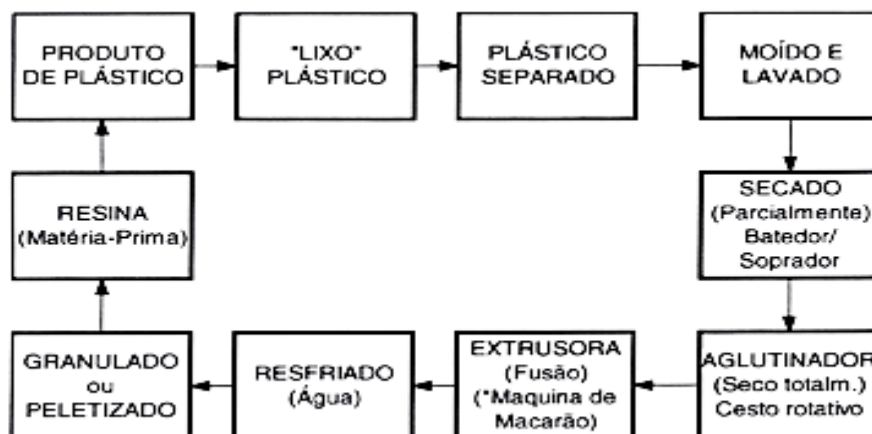 PRODUTO
DE PLÁSTICO
"LIXO"
PLÁSTICO
PLÁSTICO
SEPARADO
MOÍDO E
LAVADO
SECADO
(Parcialmente)
Batedor/
Soprador
AGLUTINADOR
(Seco totalm.)
Cesto rotativo
EXTRUSORA
(Fusão)
("Maquina de
Macarão)
RESFRIADO
(Água)
GRANULADO
ou
PELETIZADO
RESINA
(Matéria-Prima)